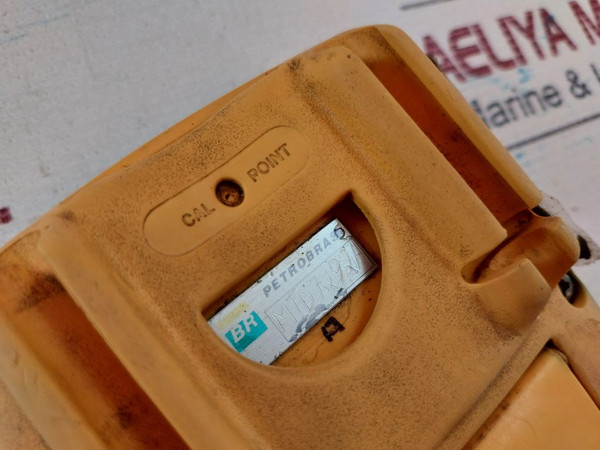 AELIYA M
Marine &
CAL POINT
PETROBRAS
BR
A